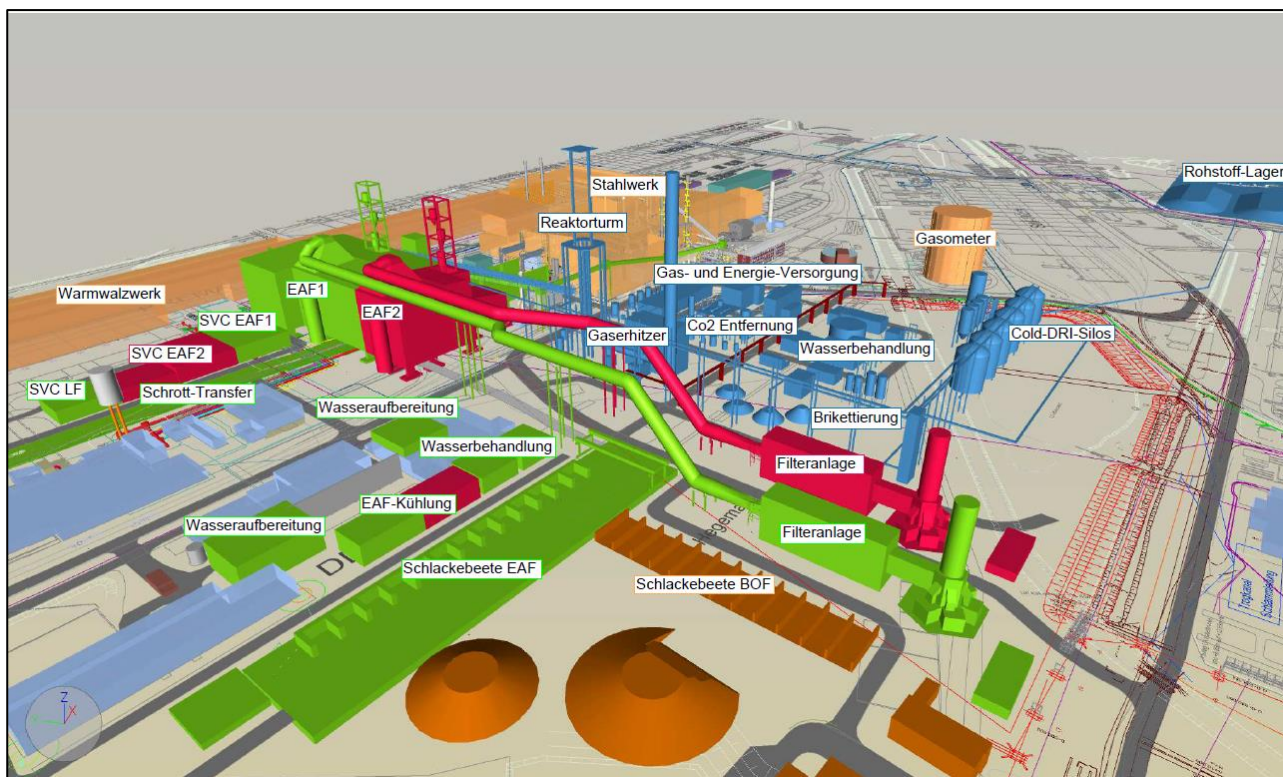 Rohstoff-Lager
Stahlwerk
Reaktorturm
Gasometer
Gas- und Energie-Versorgung
Warmwalzwerk
EAF1
EAF2
SVC EAF1
Gaserhitzer
Co2 Entfernung
Cold-DRI-Silos
SVC EAF2
Wasserbehandlung
SVC LF
Schrott-Transfer
Wasseraufbereitung
Brikettierung
Wasserbehandlung
Filteranlage
EAF-Kühlung
Wasseraufbereitung
Filteranlage
Schlackebeete EAF
Schlackebeete BOF
Z
X